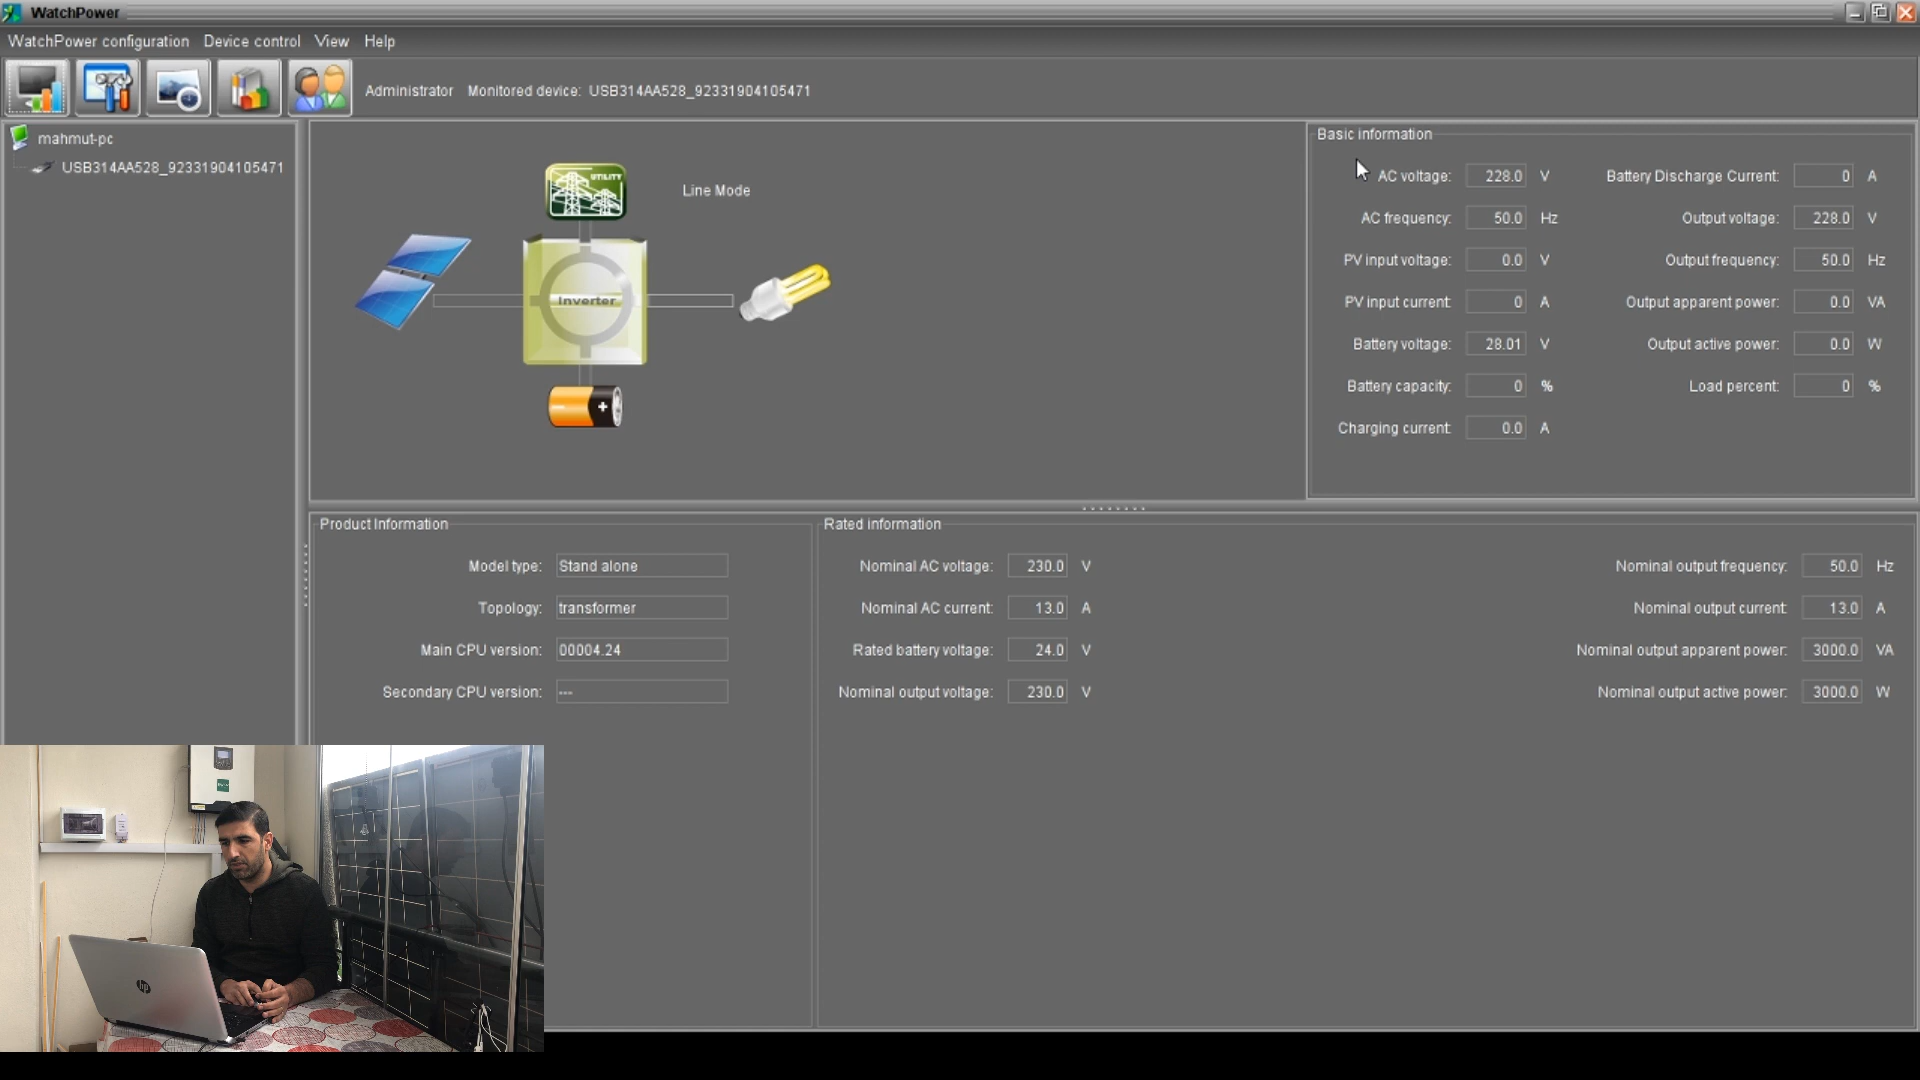 WatchPower
WatchPower configuration Device control View Help
Administrator Monitored device: USB314AA528_92331904105471
mahmut-pc
USB314AA528_92331904105471
UTILITY
Line Mode
Inverter
Basic information
AC voltage: 228.0 V Battery Discharge Current: 0 A
AC frequency: 50.0 Hz Output voltage: 228.0 V
PV input voltage: 0.0 V Output frequency: 50.0 Hz
PV input current: 0 A Output apparent power: 0.0 VA
Battery voltage: 28.01 V Output active power: 0.0 W
Battery capacity: 0 % Load percent: 0 %
Charging current: 0.0 A
Product Information
Model type: Stand alone
Topology: transformer
Main CPU version: 00004.24
Secondary CPU version: ---
Rated information
Nominal AC voltage: 230.0 V Nominal output frequency: 50.0 Hz
Nominal AC current: 13.0 A Nominal output current: 13.0 A
Rated battery voltage: 24.0 V Nominal output apparent power: 3000.0 VA
Nominal output voltage: 230.0 V Nominal output active power: 3000.0 W
hp